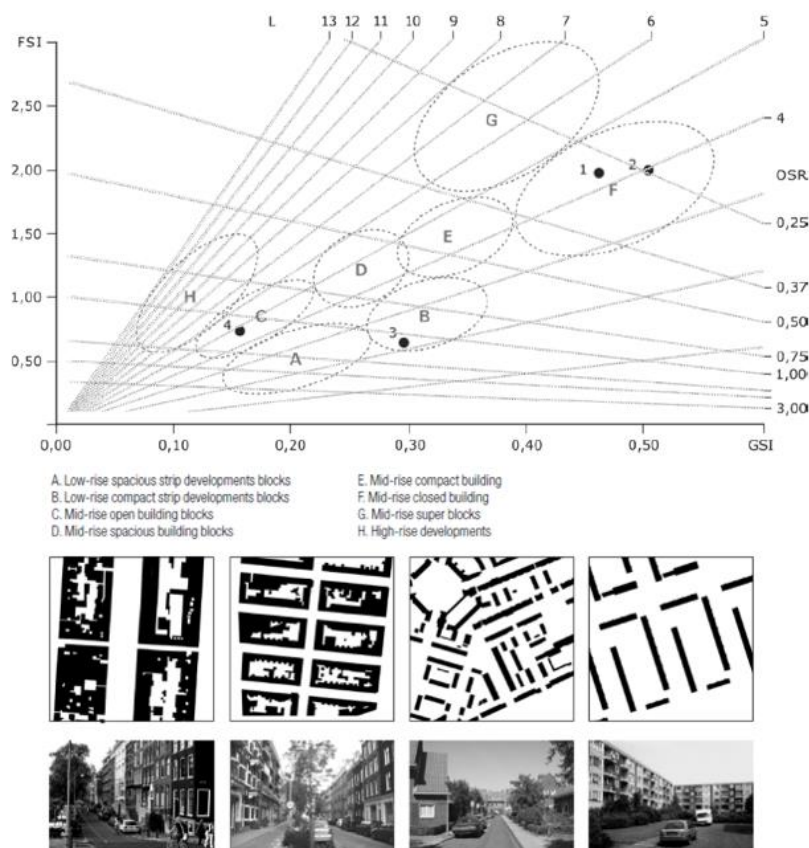 L 13 12 11 10 9 8 7 6 5
FSI
2,50
4
G
2,00
1
2
OSR
F
0,25
1,50
E
D
0,37
H
0,50
1,00
C
B
4
3
0,75
0,50
A
1,00
3,00
0,00 0,10 0,20 0,30 0,40 0,50 GSI
A. Low-rise spacious strip developments blocks
B. Low-rise compact strip developments blocks
C. Mid-rise open building blocks
D. Mid-rise spacious building blocks
E. Mid-rise compact building
F. Mid-rise closed building
G. Mid-rise super blocks
H. High-rise developments